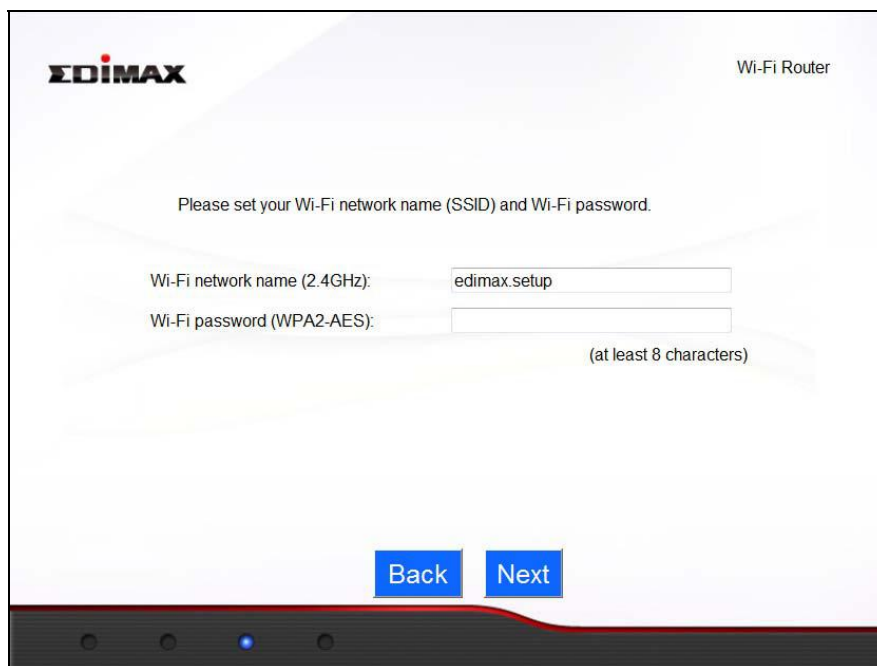 EDIMAX
Wi-Fi Router
Please set your Wi-Fi network name (SSID) and Wi-Fi password.
Wi-Fi network name (2.4GHz): edimax.setup
Wi-Fi password (WPA2-AES):
(at least 8 characters)
Back Next